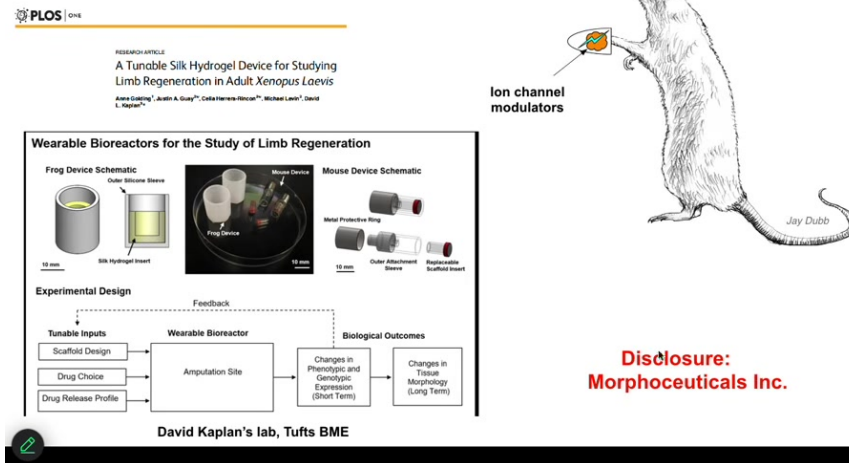 PLOS | ONE
RESEARCH ARTICLE
A Tunable Silk Hydrogel Device for Studying
Limb Regeneration in Adult Xenopus Laevis
Anne Golding1, Justin A. Guay2, Celia Herrera-Rincon3, Michael Levin3, David
L. Kaplan2
Wearable Bioreactors for the Study of Limb Regeneration
Frog Device Schematic
Outer Silicone Sleeve
Silk Hydrogel Insert
10 mm
Mouse Device
Frog Device
10 mm
Mouse Device Schematic
Metal Protective Ring
Outer Attachment
Sleeve
Replaceable
Scaffold Insert
10 mm
Experimental Design
Feedback
Tunable Inputs
Scaffold Design
Drug Choice
Drug Release Profile
Wearable Bioreactor
Amputation Site
Biological Outcomes
Changes in
Phenotypic and
Genotypic
Expression
(Short Term)
Changes in
Tissue
Morphology
(Long Term)
David Kaplan's lab, Tufts BME
Ion channel
modulators
Jay Dubb
Disclosure:
Morphoceuticals Inc.